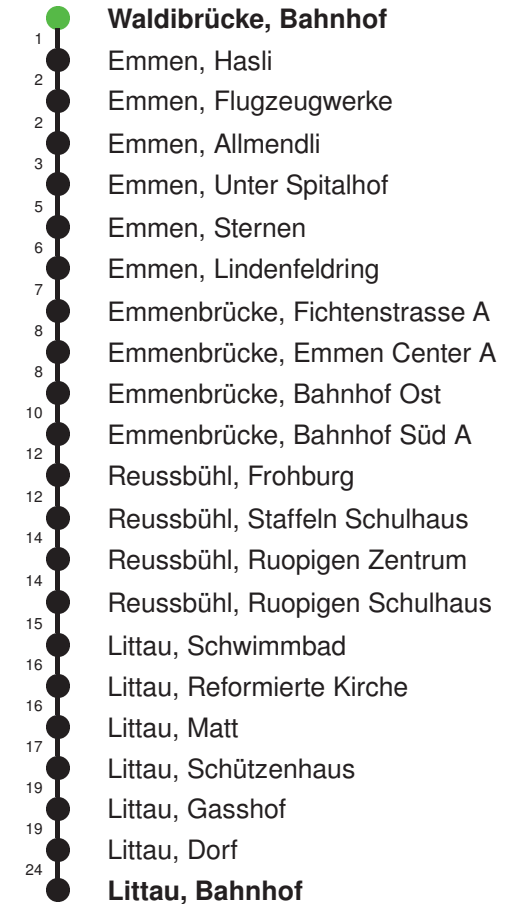 Waldibrücke, Bahnhof
1
Emmen, Hasli
2
Emmen, Flugzeugwerke
2
Emmen, Allmendli
3
Emmen, Unter Spitalhof
5
Emmen, Sternen
6
Emmen, Lindenfeldring
7
Emmenbrücke, Fichtenstrasse A
8
Emmenbrücke, Emmen Center A
8
Emmenbrücke, Bahnhof Ost
10
Emmenbrücke, Bahnhof Süd A
12
Reussbühl, Frohburg
12
Reussbühl, Staffeln Schulhaus
14
Reussbühl, Ruopigen Zentrum
14
Reussbühl, Ruopigen Schulhaus
15
Littau, Schwimmbad
16
Littau, Reformierte Kirche
16
Littau, Matt
17
Littau, Schützenhaus
19
Littau, Gasshof
19
Littau, Dorf
24
Littau, Bahnhof